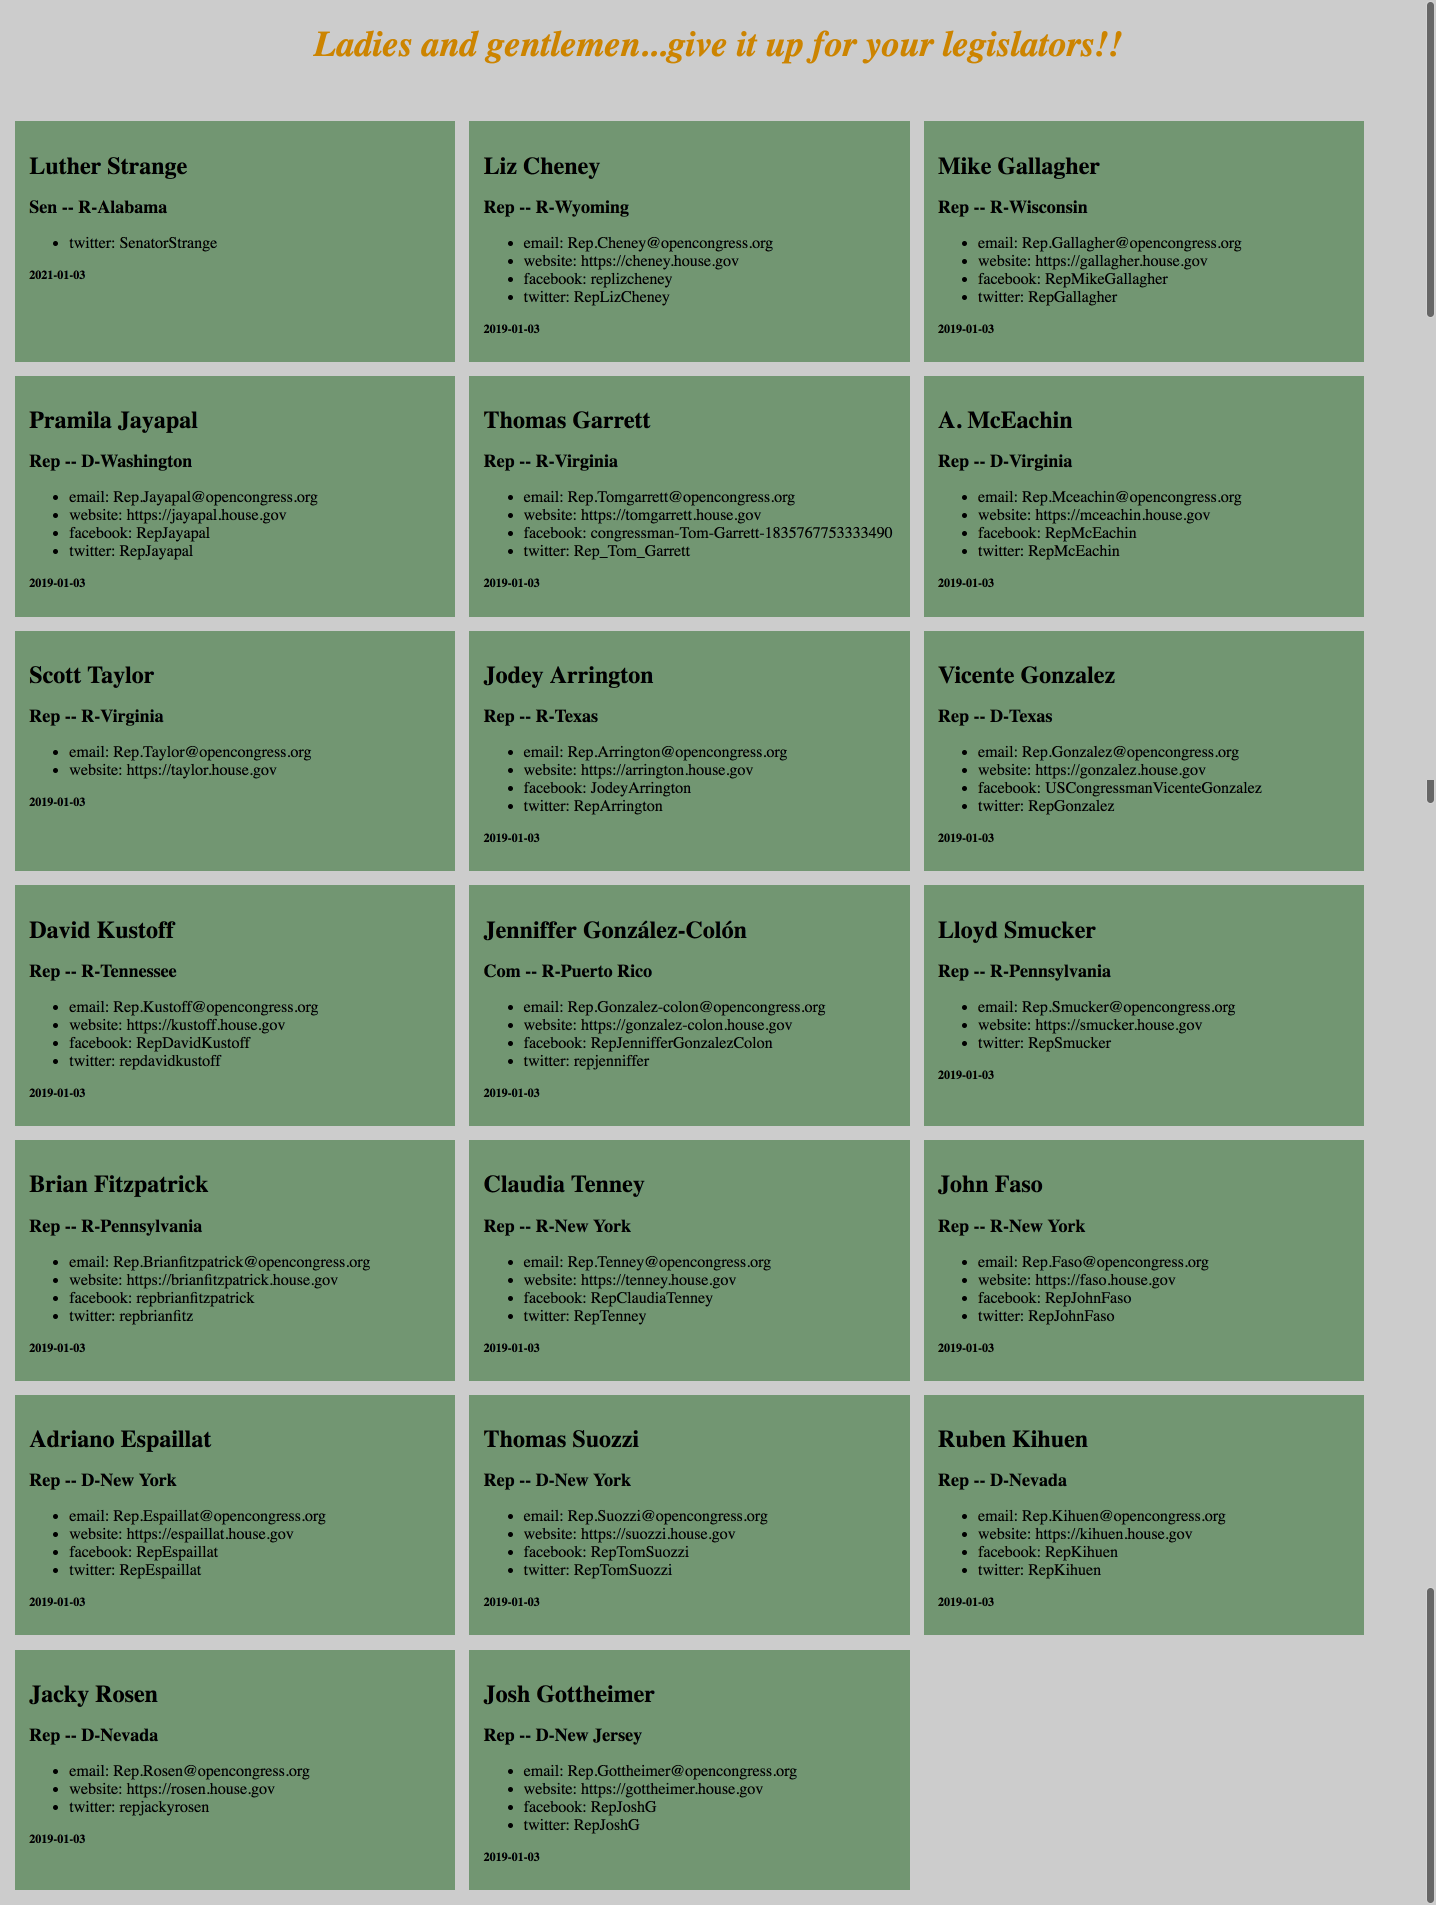 Ladies and gentlemen...give it up for your legislators!!
Luther Strange
Sen -- R-Alabama
twitter: SenatorStrange
2021-01-03
Liz Cheney
Rep -- R-Wyoming
email: Rep.Cheney@opencongress.org
website: https://cheney.house.gov
facebook: replizcheney
twitter: RepLizCheney
2019-01-03
Mike Gallagher
Rep -- R-Wisconsin
email: Rep.Gallagher@opencongress.org
website: https://gallagher.house.gov
facebook: RepMikeGallagher
twitter: RepGallagher
2019-01-03
Pramila Jayapal
Rep -- D-Washington
email: Rep.Jayapal@opencongress.org
website: https://jayapal.house.gov
facebook: RepJayapal
twitter: RepJayapal
2019-01-03
Thomas Garrett
Rep -- R-Virginia
email: Rep.Tomgarrett@opencongress.org
website: https://tomgarrett.house.gov
facebook: congressman-Tom-Garrett-1835767753333490
twitter: Rep_Tom_Garrett
2019-01-03
A. McEachin
Rep -- D-Virginia
email: Rep.Mceachin@opencongress.org
website: https://mceachin.house.gov
facebook: RepMcEachin
twitter: RepMcEachin
2019-01-03
Scott Taylor
Rep -- R-Virginia
email: Rep.Taylor@opencongress.org
website: https://taylor.house.gov
2019-01-03
Jodey Arrington
Rep -- R-Texas
email: Rep.Arrington@opencongress.org
website: https://arrington.house.gov
facebook: JodeyArrington
twitter: RepArrington
2019-01-03
Vicente Gonzalez
Rep -- D-Texas
email: Rep.Gonzalez@opencongress.org
website: https://gonzalez.house.gov
facebook: USCongressmanVicenteGonzalez
twitter: RepGonzalez
2019-01-03
David Kustoff
Rep -- R-Tennessee
email: Rep.Kustoff@opencongress.org
website: https://kustoff.house.gov
facebook: RepDavidKustoff
twitter: repdavidkustoff
2019-01-03
Jenniffer González-Colón
Com -- R-Puerto Rico
email: Rep.Gonzalez-colon@opencongress.org
website: https://gonzalez-colon.house.gov
facebook: RepJennifferGonzalezColon
twitter: repjenniffer
2019-01-03
Lloyd Smucker
Rep -- R-Pennsylvania
email: Rep.Smucker@opencongress.org
website: https://smucker.house.gov
twitter: RepSmucker
2019-01-03
Brian Fitzpatrick
Rep -- R-Pennsylvania
email: Rep.Brianfitzpatrick@opencongress.org
website: https://brianfitzpatrick.house.gov
facebook: repbrianfitzpatrick
twitter: repbrianfitz
2019-01-03
Claudia Tenney
Rep -- R-New York
email: Rep.Tenney@opencongress.org
website: https://tenney.house.gov
facebook: RepClaudiaTenney
twitter: RepTenney
2019-01-03
John Faso
Rep -- R-New York
email: Rep.Faso@opencongress.org
website: https://faso.house.gov
facebook: RepJohnFaso
twitter: RepJohnFaso
2019-01-03
Adriano Espaillat
Rep -- D-New York
email: Rep.Espaillat@opencongress.org
website: https://espaillat.house.gov
facebook: RepEspaillat
twitter: RepEspaillat
2019-01-03
Thomas Suozzi
Rep -- D-New York
email: Rep.Suozzi@opencongress.org
website: https://suozzi.house.gov
facebook: RepTomSuozzi
twitter: RepTomSuozzi
2019-01-03
Ruben Kihuen
Rep -- D-Nevada
email: Rep.Kihuen@opencongress.org
website: https://kihuen.house.gov
facebook: RepKihuen
twitter: RepKihuen
2019-01-03
Jacky Rosen
Rep -- D-Nevada
email: Rep.Rosen@opencongress.org
website: https://rosen.house.gov
twitter: repjackyrosen
2019-01-03
Josh Gottheimer
Rep -- D-New Jersey
email: Rep.Gottheimer@opencongress.org
website: https://gottheimer.house.gov
facebook: RepJoshG
twitter: RepJoshG
2019-01-03